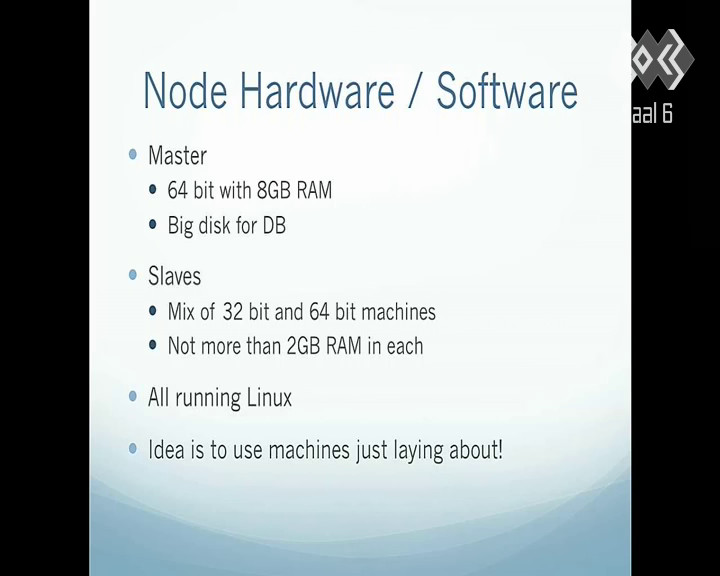 Node Hardware / Software
Master
64 bit with 8GB RAM
Big disk for DB
Slaves
Mix of 32 bit and 64 bit machines
Not more than 2GB RAM in each
All running Linux
Idea is to use machines just laying about!
aal 6